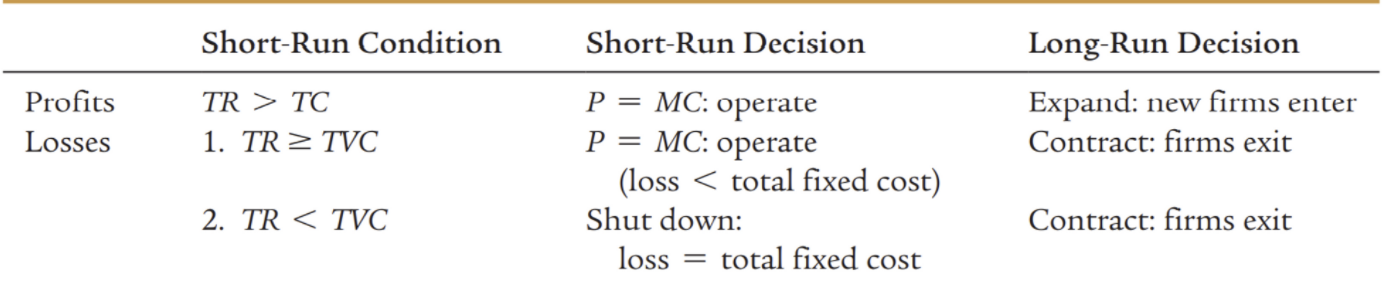 Short-Run Condition Short-Run Decision Long-Run Decision
Profits TR > TC P = MC: operate Expand: new firms enter
Losses 1. TR ≥ TVC P = MC: operate Contract: firms exit
(loss < total fixed cost)
2. TR < TVC Shut down: Contract: firms exit
loss = total fixed cost